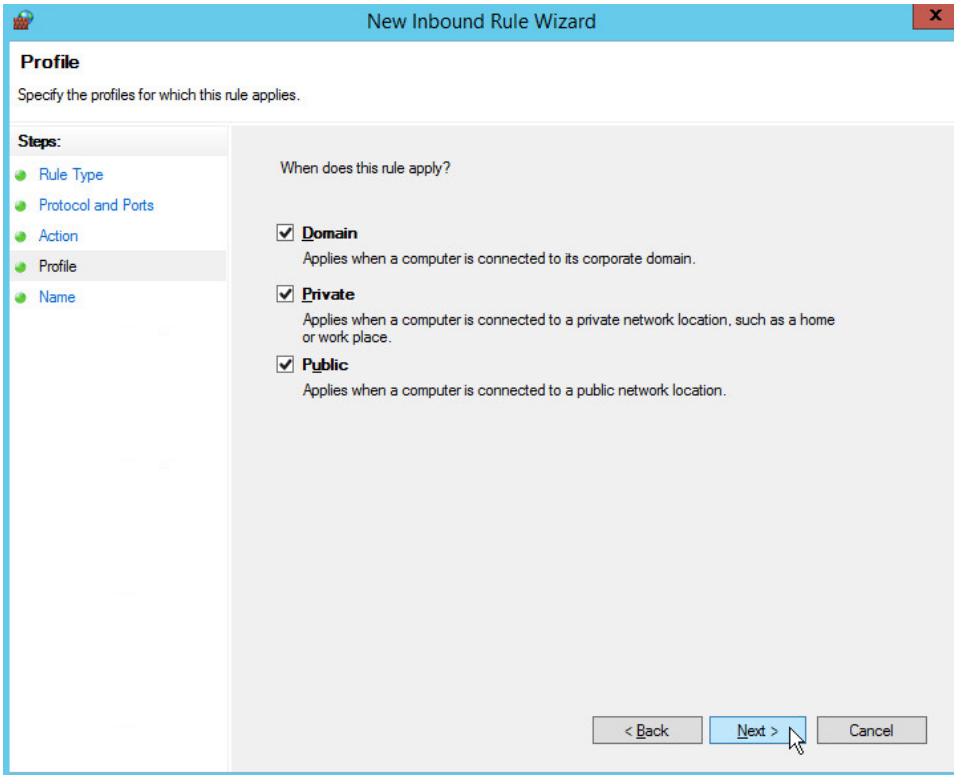 New Inbound Rule Wizard
x
Profile
Specify the profiles for which this rule applies.
Steps:
Rule Type
Protocol and Ports
Action
Profile
Name
When does this rule apply?
Domain
Applies when a computer is connected to its corporate domain.
Private
Applies when a computer is connected to a private network location, such as a home
or work place.
Public
Applies when a computer is connected to a public network location.
< Back
Next >
Cancel